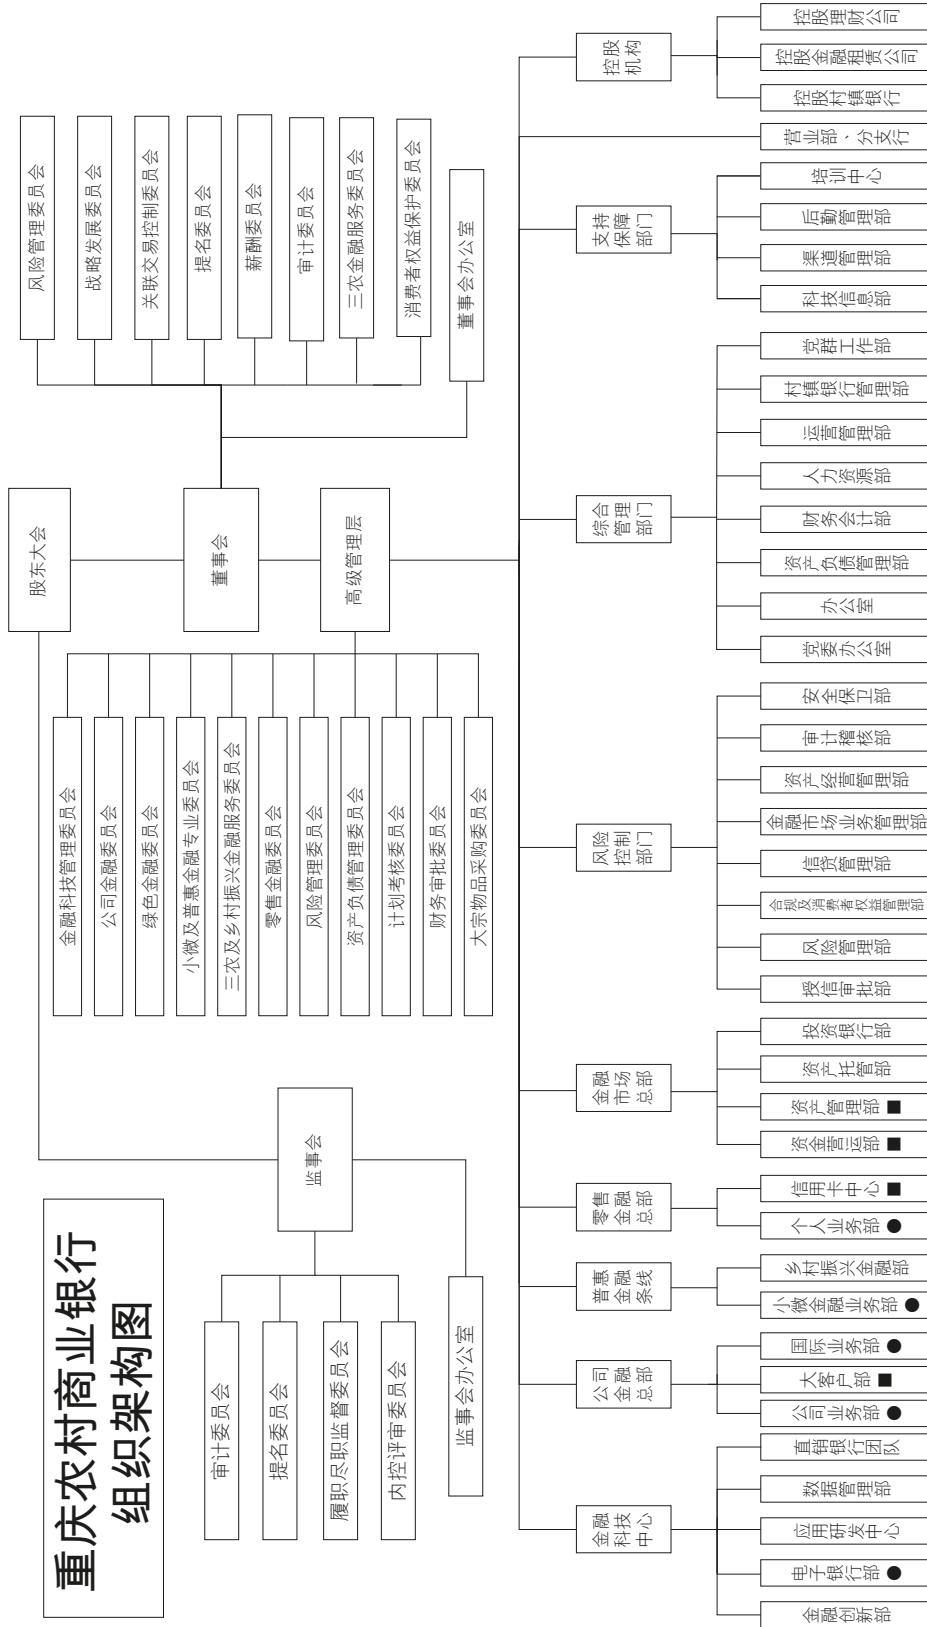 重庆农村商业银行
组织架构图
股东大会
董事会
高级管理层
监事会
审计委员会
提名委员会
履职尽职监督委员会
内控评审委员会
监事会办公室
金融科技管理委员会
公司金融委员会
绿色金融委员会
小微及普惠金融专业委员会
三农及乡村振兴金融服务委员会
零售金融委员会
风险管理委员会
资产负债管理委员会
计划考核委员会
财务审批委员会
大宗物品采购委员会
风险管理委员会
战略发展委员会
关联交易控制委员会
提名委员会
薪酬委员会
审计委员会
三农金融服务委员会
消费者权益保护委员会
董事会办公室
金融
科技
中心
金融创新部
电子银行部●
应用研发中心
数据管理部
直销银行团队
公司
金融
总部
公司业务部●
大客户部■
国际业务部●
普惠
金融
条线
小微金融业务部●
乡村振兴金融部
零售
金融
总部
个人业务部●
信用卡中心■
金融
市场
总部
资金营运部■
资产管理部■
资产托管部
投资银行部
风险
控制
部门
授信审批部
风险管理部
合规及消费者权益管理部
信贷管理部
金融市场业务管理部
资产经营管理部
审计稽核部
安全保卫部
综合
管理
部门
党委办公室
办公室
资产负债管理部
财务会计部
人力资源部
运营管理部
村镇银行管理部
党群工作部
支持
保障
部门
科技信息部
渠道管理部
后勤管理部
培训中心
营业部、分支行
控股
机构
控股村镇银行
控股金融租赁公司
控股理财公司